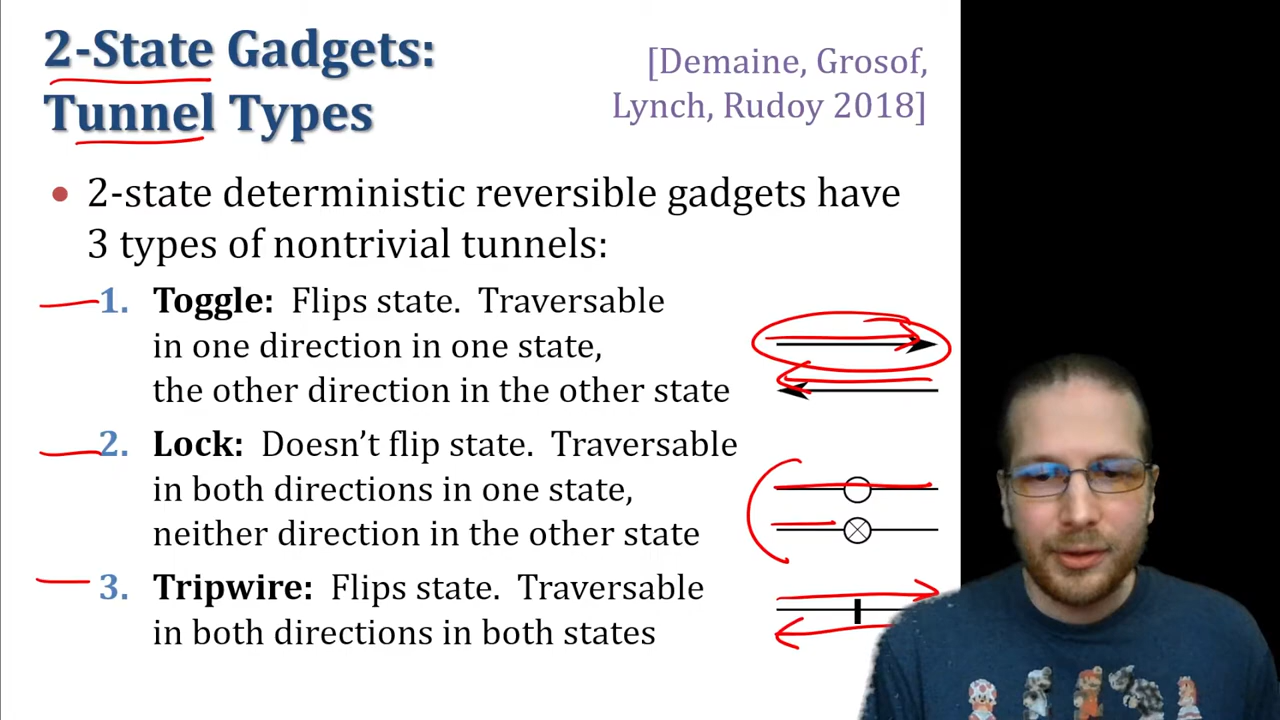 2-State Gadgets:
Tunnel Types
[Demaine, Grosof,
Lynch, Rudoy 2018]
• 2-state deterministic reversible gadgets have
3 types of nontrivial tunnels:
1. Toggle: Flips state. Traversable
in one direction in one state,
the other direction in the other state
2. Lock: Doesn’t flip state. Traversable
in both directions in one state,
neither direction in the other state
3. Tripwire: Flips state. Traversable
in both directions in both states